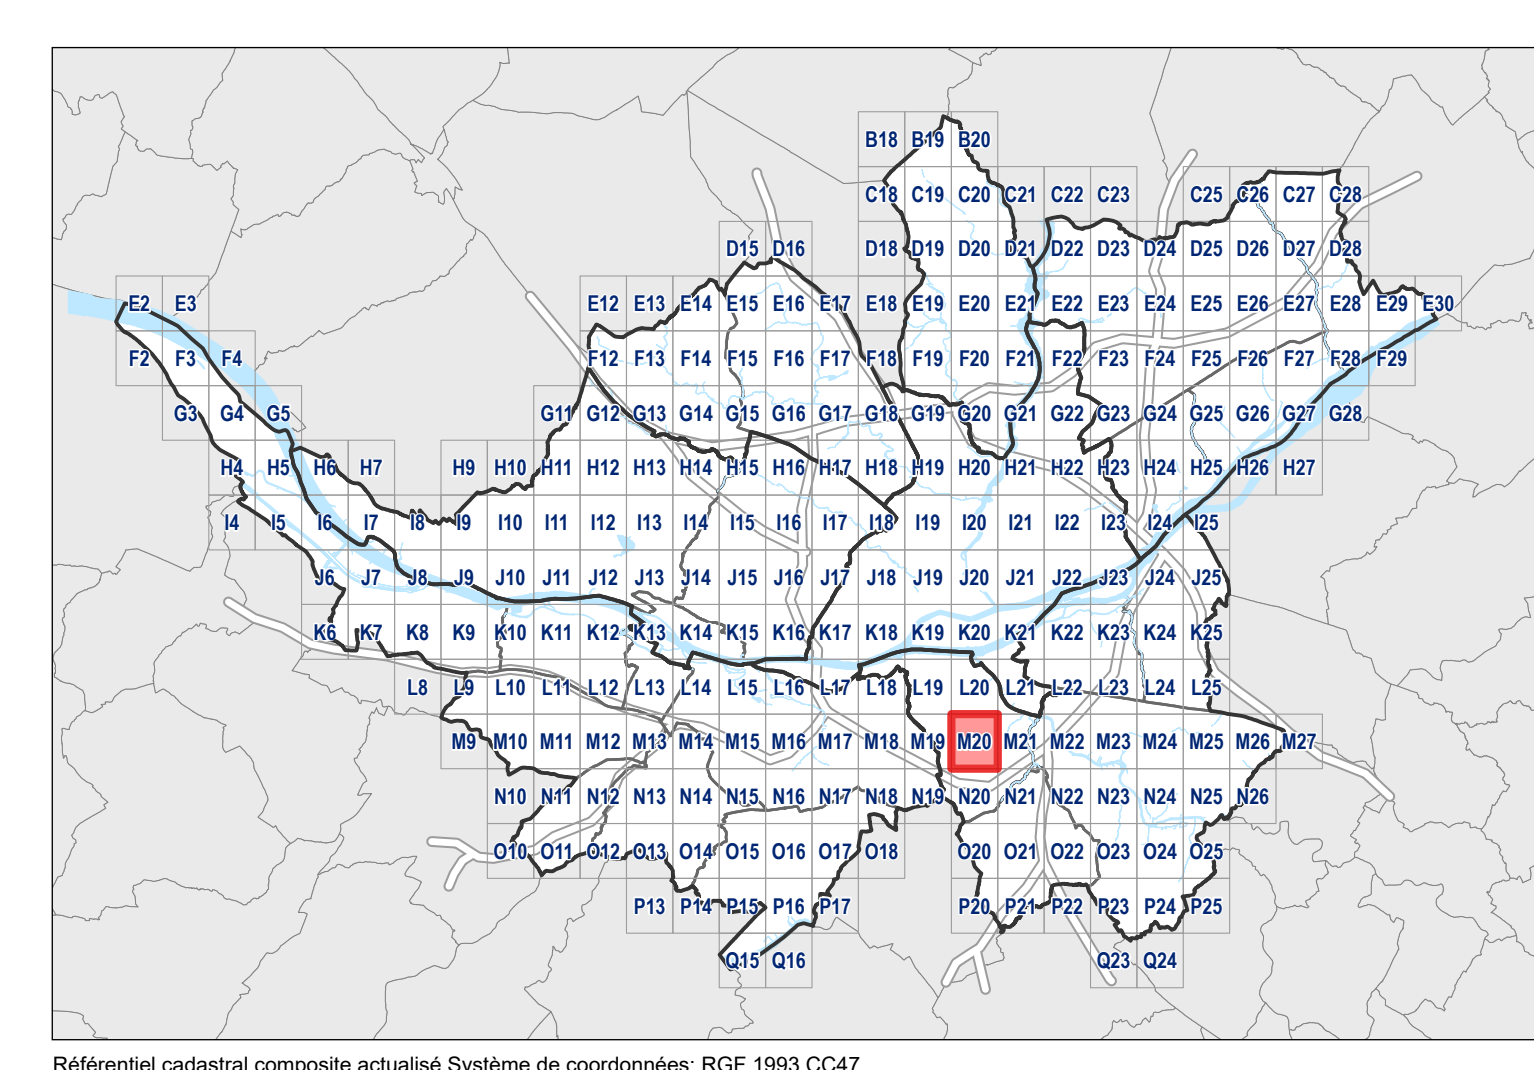 B18 B19 B20
C18 C19 C20 C21 C22 C23 C25 C26 C27 C28
D15 D16 D18 D19 D20 D21 D22 D23 D24 D25 D26 D27 D28
E2 E3 E12 E13 E14 E15 E16 E17 E18 E19 E20 E21 E22 E23 E24 E25 E26 E27 E28 E29 E30
F2 F3 F4 F12 F13 F14 F15 F16 F17 F18 F19 F20 F21 F22 F23 F24 F25 F26 F27 F28 F29
G3 G4 G5 G11 G12 G13 G14 G15 G16 G17 G18 G19 G20 G21 G22 G23 G24 G25 G26 G27 G28
H4 H5 H6 H7 H9 H10 H11 H12 H13 H14 H15 H16 H17 H18 H19 H20 H21 H22 H23 H24 H25 H26 H27
I4 I5 I6 I7 I8 I9 I10 I11 I12 I13 I14 I15 I16 I17 I18 I19 I20 I21 I22 I23 I24 I25
J6 J7 J8 J9 J10 J11 J12 J13 J14 J15 J16 J17 J18 J19 J20 J21 J22 J23 J24 J25
K6 K7 K8 K9 K10 K11 K12 K13 K14 K15 K16 K17 K18 K19 K20 K21 K22 K23 K24 K25
L8 L9 L10 L11 L12 L13 L14 L15 L16 L17 L18 L19 L20 L21 L22 L23 L24 L25
M9 M10 M11 M12 M13 M14 M15 M16 M17 M18 M19 M20 M21 M22 M23 M24 M25 M26 M27
N10 N11 N12 N13 N14 N15 N16 N17 N18 N19 N20 N21 N22 N23 N24 N25 N26
O10 O11 O12 O13 O14 O15 O16 O17 O18 O20 O21 O22 O23 O24 O25
P13 P14 P15 P16 P17 P20 P21 P22 P23 P24 P25
Q15 Q16 Q23 Q24
Référentiel cadastral composite actualisé Système de coordonnées: RGF 1993 CC47